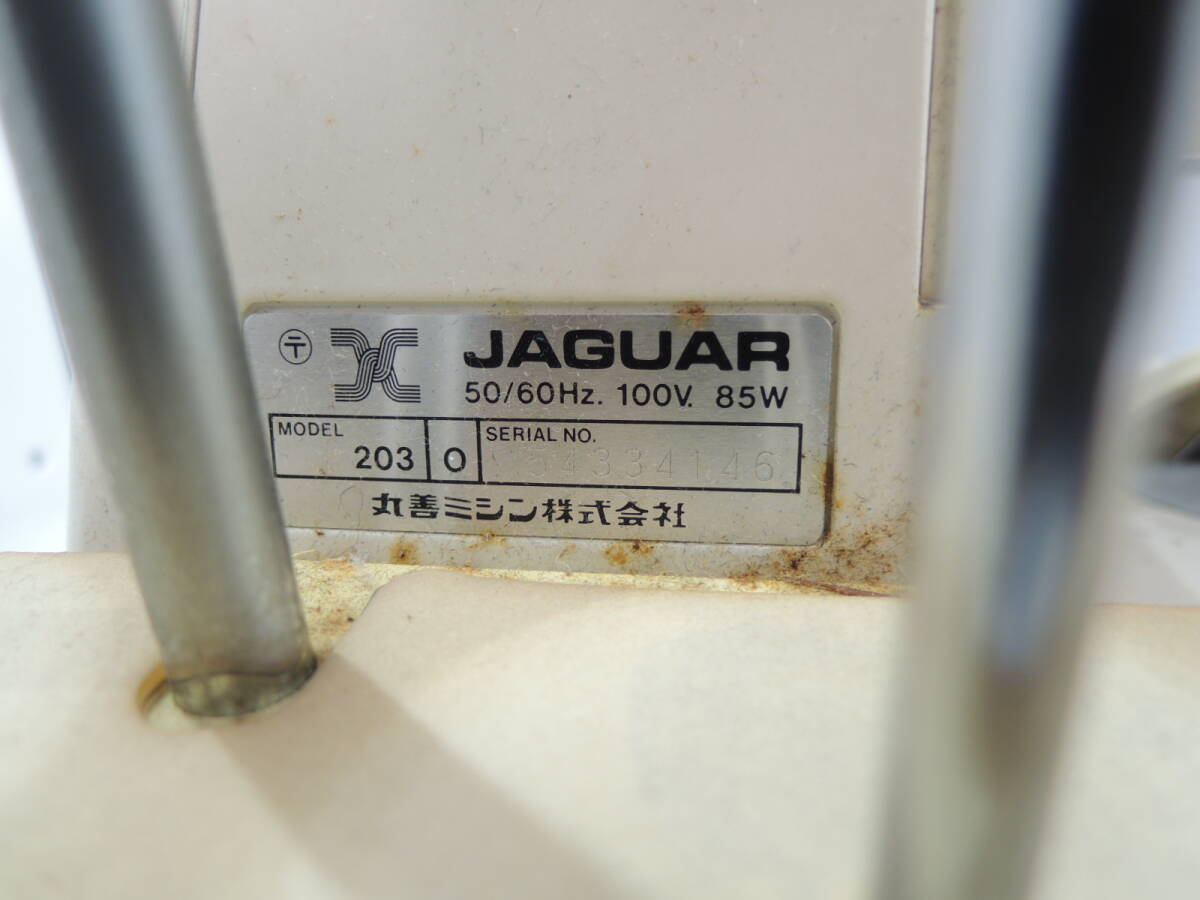 〒 JAGUAR
50/60Hz. 100V. 85W
MODEL 203 0 SERIAL NO. 54334146
丸善ミシン株式会社